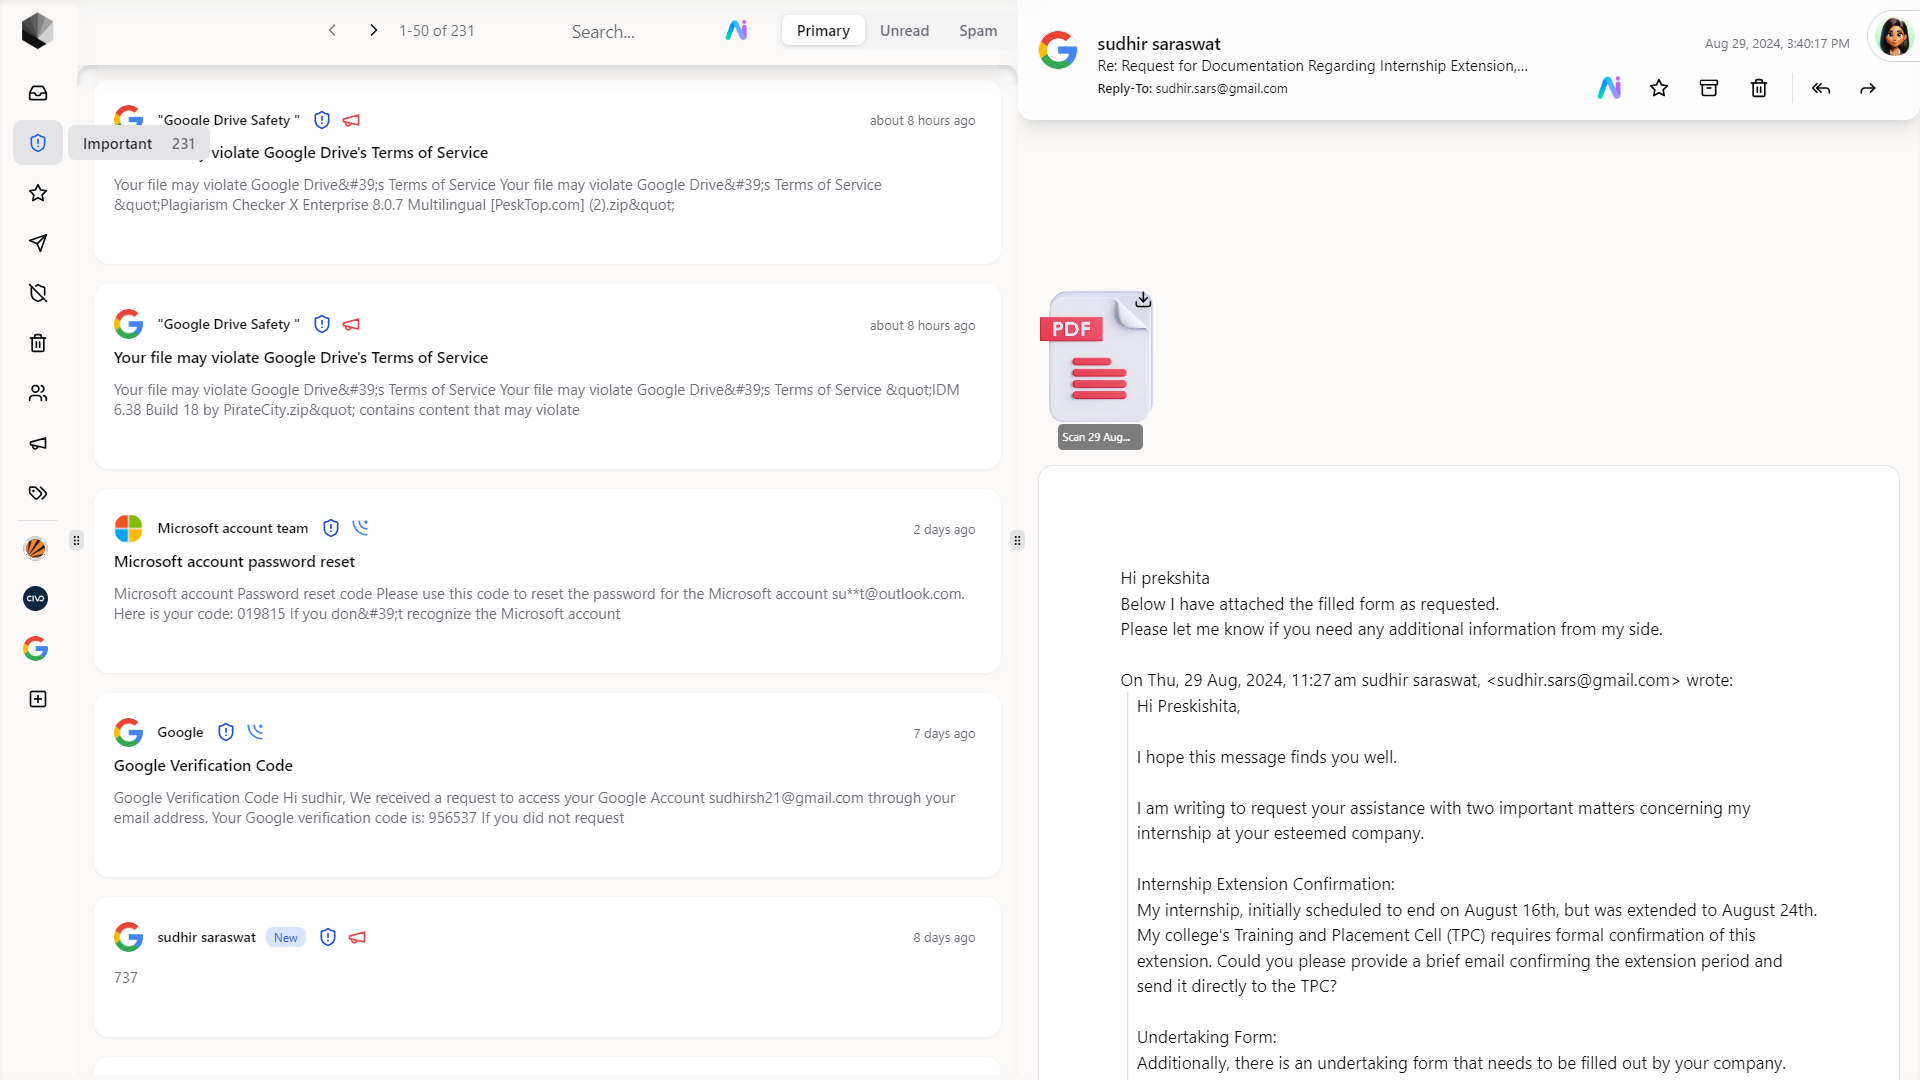 1-50 of 231
Search...
Primary
Unread
Spam
Important 231
"Google Drive Safety "
about 8 hours ago
y violate Google Drive's Terms of Service
Your file may violate Google Drive&#39;s Terms of Service Your file may violate Google Drive&#39;s Terms of Service
&quot;Plagiarism Checker X Enterprise 8.0.7 Multilingual [PeskTop.com] (2).zip&quot;
"Google Drive Safety "
about 8 hours ago
Your file may violate Google Drive's Terms of Service
Your file may violate Google Drive&#39;s Terms of Service Your file may violate Google Drive&#39;s Terms of Service &quot;IDM
6.38 Build 18 by PirateCity.zip&quot; contains content that may violate
Microsoft account team
2 days ago
Microsoft account password reset
Microsoft account Password reset code Please use this code to reset the password for the Microsoft account su**t@outlook.com.
Here is your code: 019815 If you don&#39;t recognize the Microsoft account
Google
7 days ago
Google Verification Code
Google Verification Code Hi sudhir, We received a request to access your Google Account sudhirsh21@gmail.com through your
email address. Your Google verification code is: 956537 If you did not request
sudhir saraswat New
8 days ago
737
CIVO
sudhir saraswat
Aug 29, 2024, 3:40:17 PM
Re: Request for Documentation Regarding Internship Extension,...
Reply-To: sudhir.sars@gmail.com
PDF
Scan 29 Aug...
Hi prekshita
Below I have attached the filled form as requested.
Please let me know if you need any additional information from my side.
On Thu, 29 Aug, 2024, 11:27 am sudhir saraswat, <sudhir.sars@gmail.com> wrote:
Hi Preskishita,
I hope this message finds you well.
I am writing to request your assistance with two important matters concerning my
internship at your esteemed company.
Internship Extension Confirmation:
My internship, initially scheduled to end on August 16th, but was extended to August 24th.
My college's Training and Placement Cell (TPC) requires formal confirmation of this
extension. Could you please provide a brief email confirming the extension period and
send it directly to the TPC?
Undertaking Form:
Additionally, there is an undertaking form that needs to be filled out by your company.